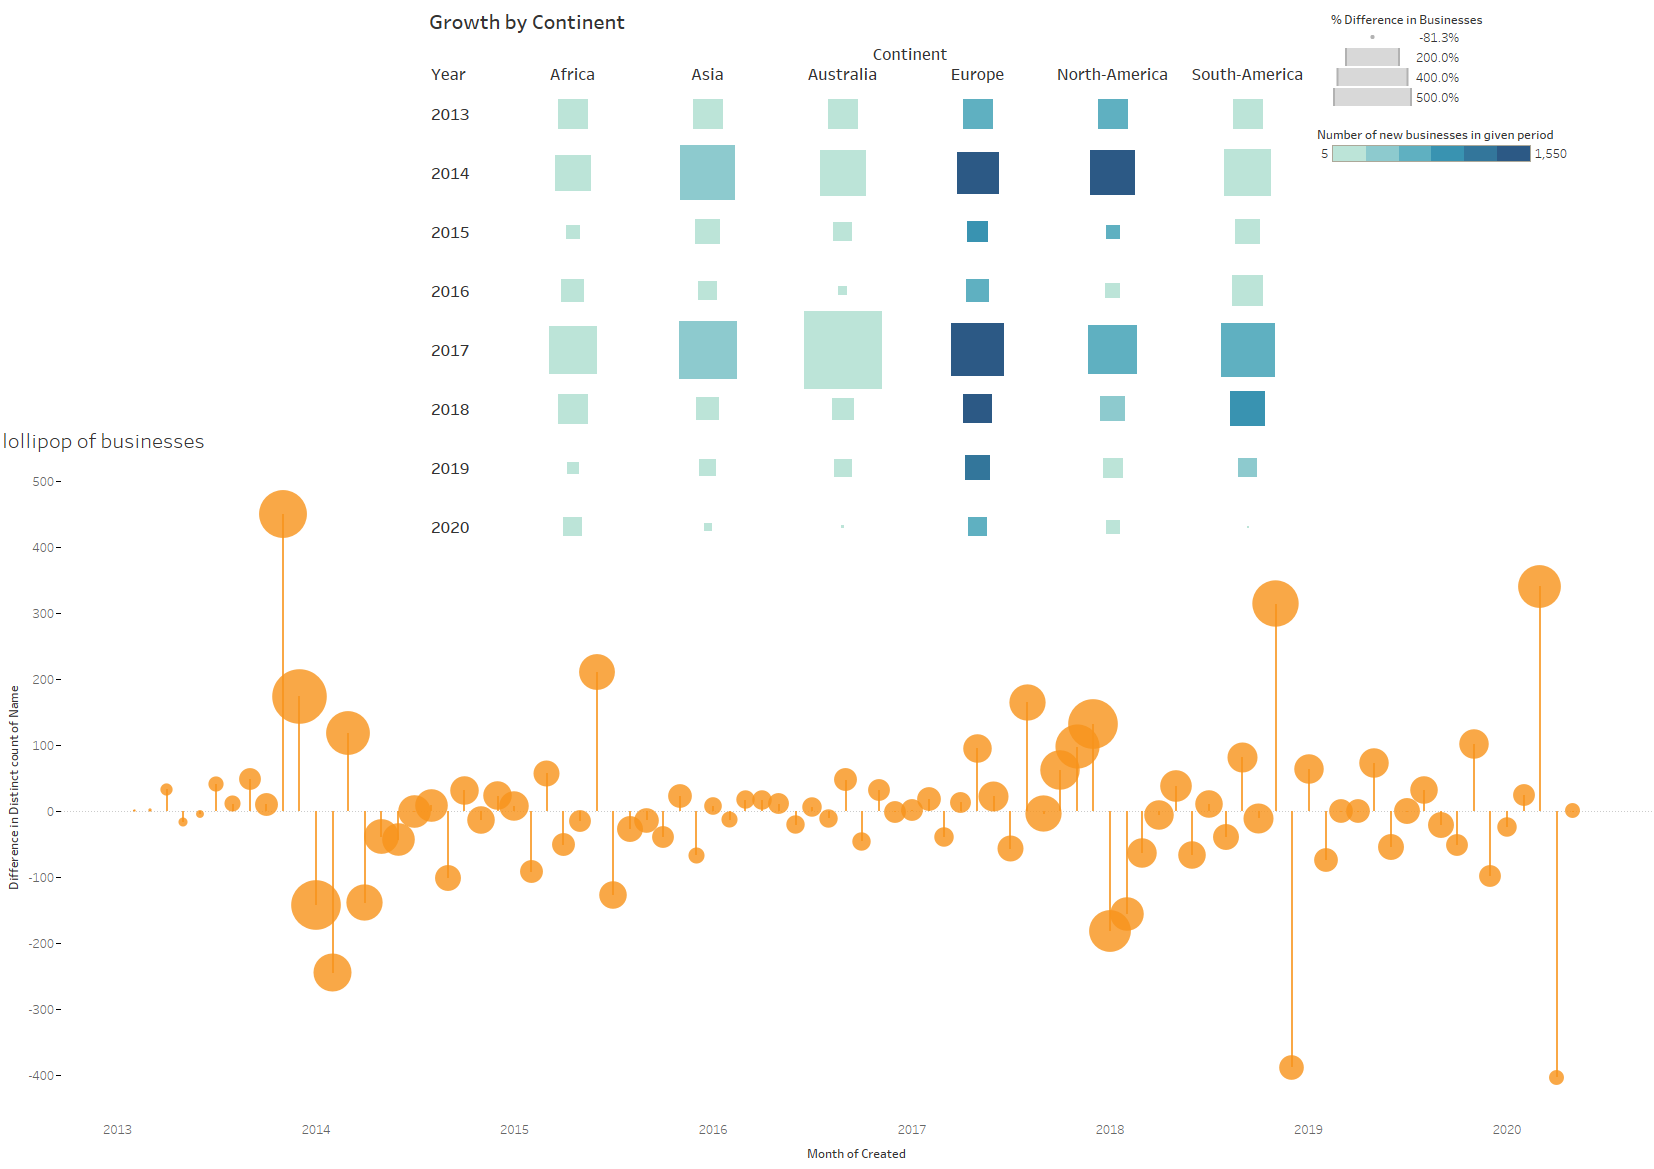 Growth by Continent
Continent
Year Africa Asia Australia Europe North-America South-America
2013
2014
2015
2016
2017
2018
2019
2020
% Difference in Businesses
-81.3%
200.0%
400.0%
500.0%
Number of new businesses in given period
5 1,550
lollipop of businesses
Difference in Distinct count of Name
500
400
300
200
100
0
-100
-200
-300
-400
2013 2014 2015 2016 2017 2018 2019 2020
Month of Created